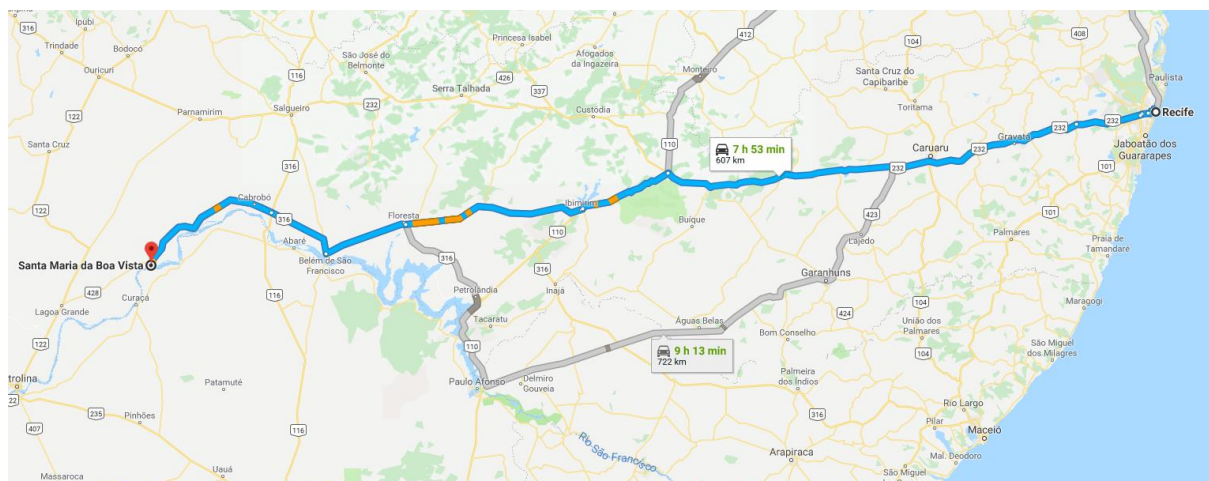 Ipubi
316
Trindade
Bodocó
Ouricuri
122
Parnamirim
Santa Cruz
122
316
116
Salgueiro
São José do
Belmonte
232
Serra Talhada
Princesa Isabel
426
337
Afogados
da Ingazeira
Custódia
412
Monteiro
110
104
Santa Cruz do
Capibaribe
Toritama
104
408
Paulista
Recife
232
232
Gravatá
232
232
Caruaru
Jaboatão dos
Guararapes
101
7 h 53 min
607 km
Cabrobó
316
Floresta
Ibimirim
110
Buíque
423
Lajedo
101
Palmares
Praia de
Tamandaré
122
Abaré
Belém de São
Francisco
Santa Maria da Boa Vista
428
Curaçá
Lagoa Grande
116
316
Petrolândia
Tacaratu
110
316
Inajá
Garanhuns
Águas Belas
Bom Conselho
424
104
União dos
Palmares
104
Maragogi
São Miguel
dos Milagres
9 h 13 min
722 km
122
trolina
122
Patamuté
Paulo Afonso
Delmiro
Gouveia
Palmeira
dos Índios
101
235
Pinhões
407
116
316
Rio Largo
Pilar
Maceió
Rio São Francisco
Arapiraca
Mal. Deodoro
São Miguel
Uauá
Massaroca